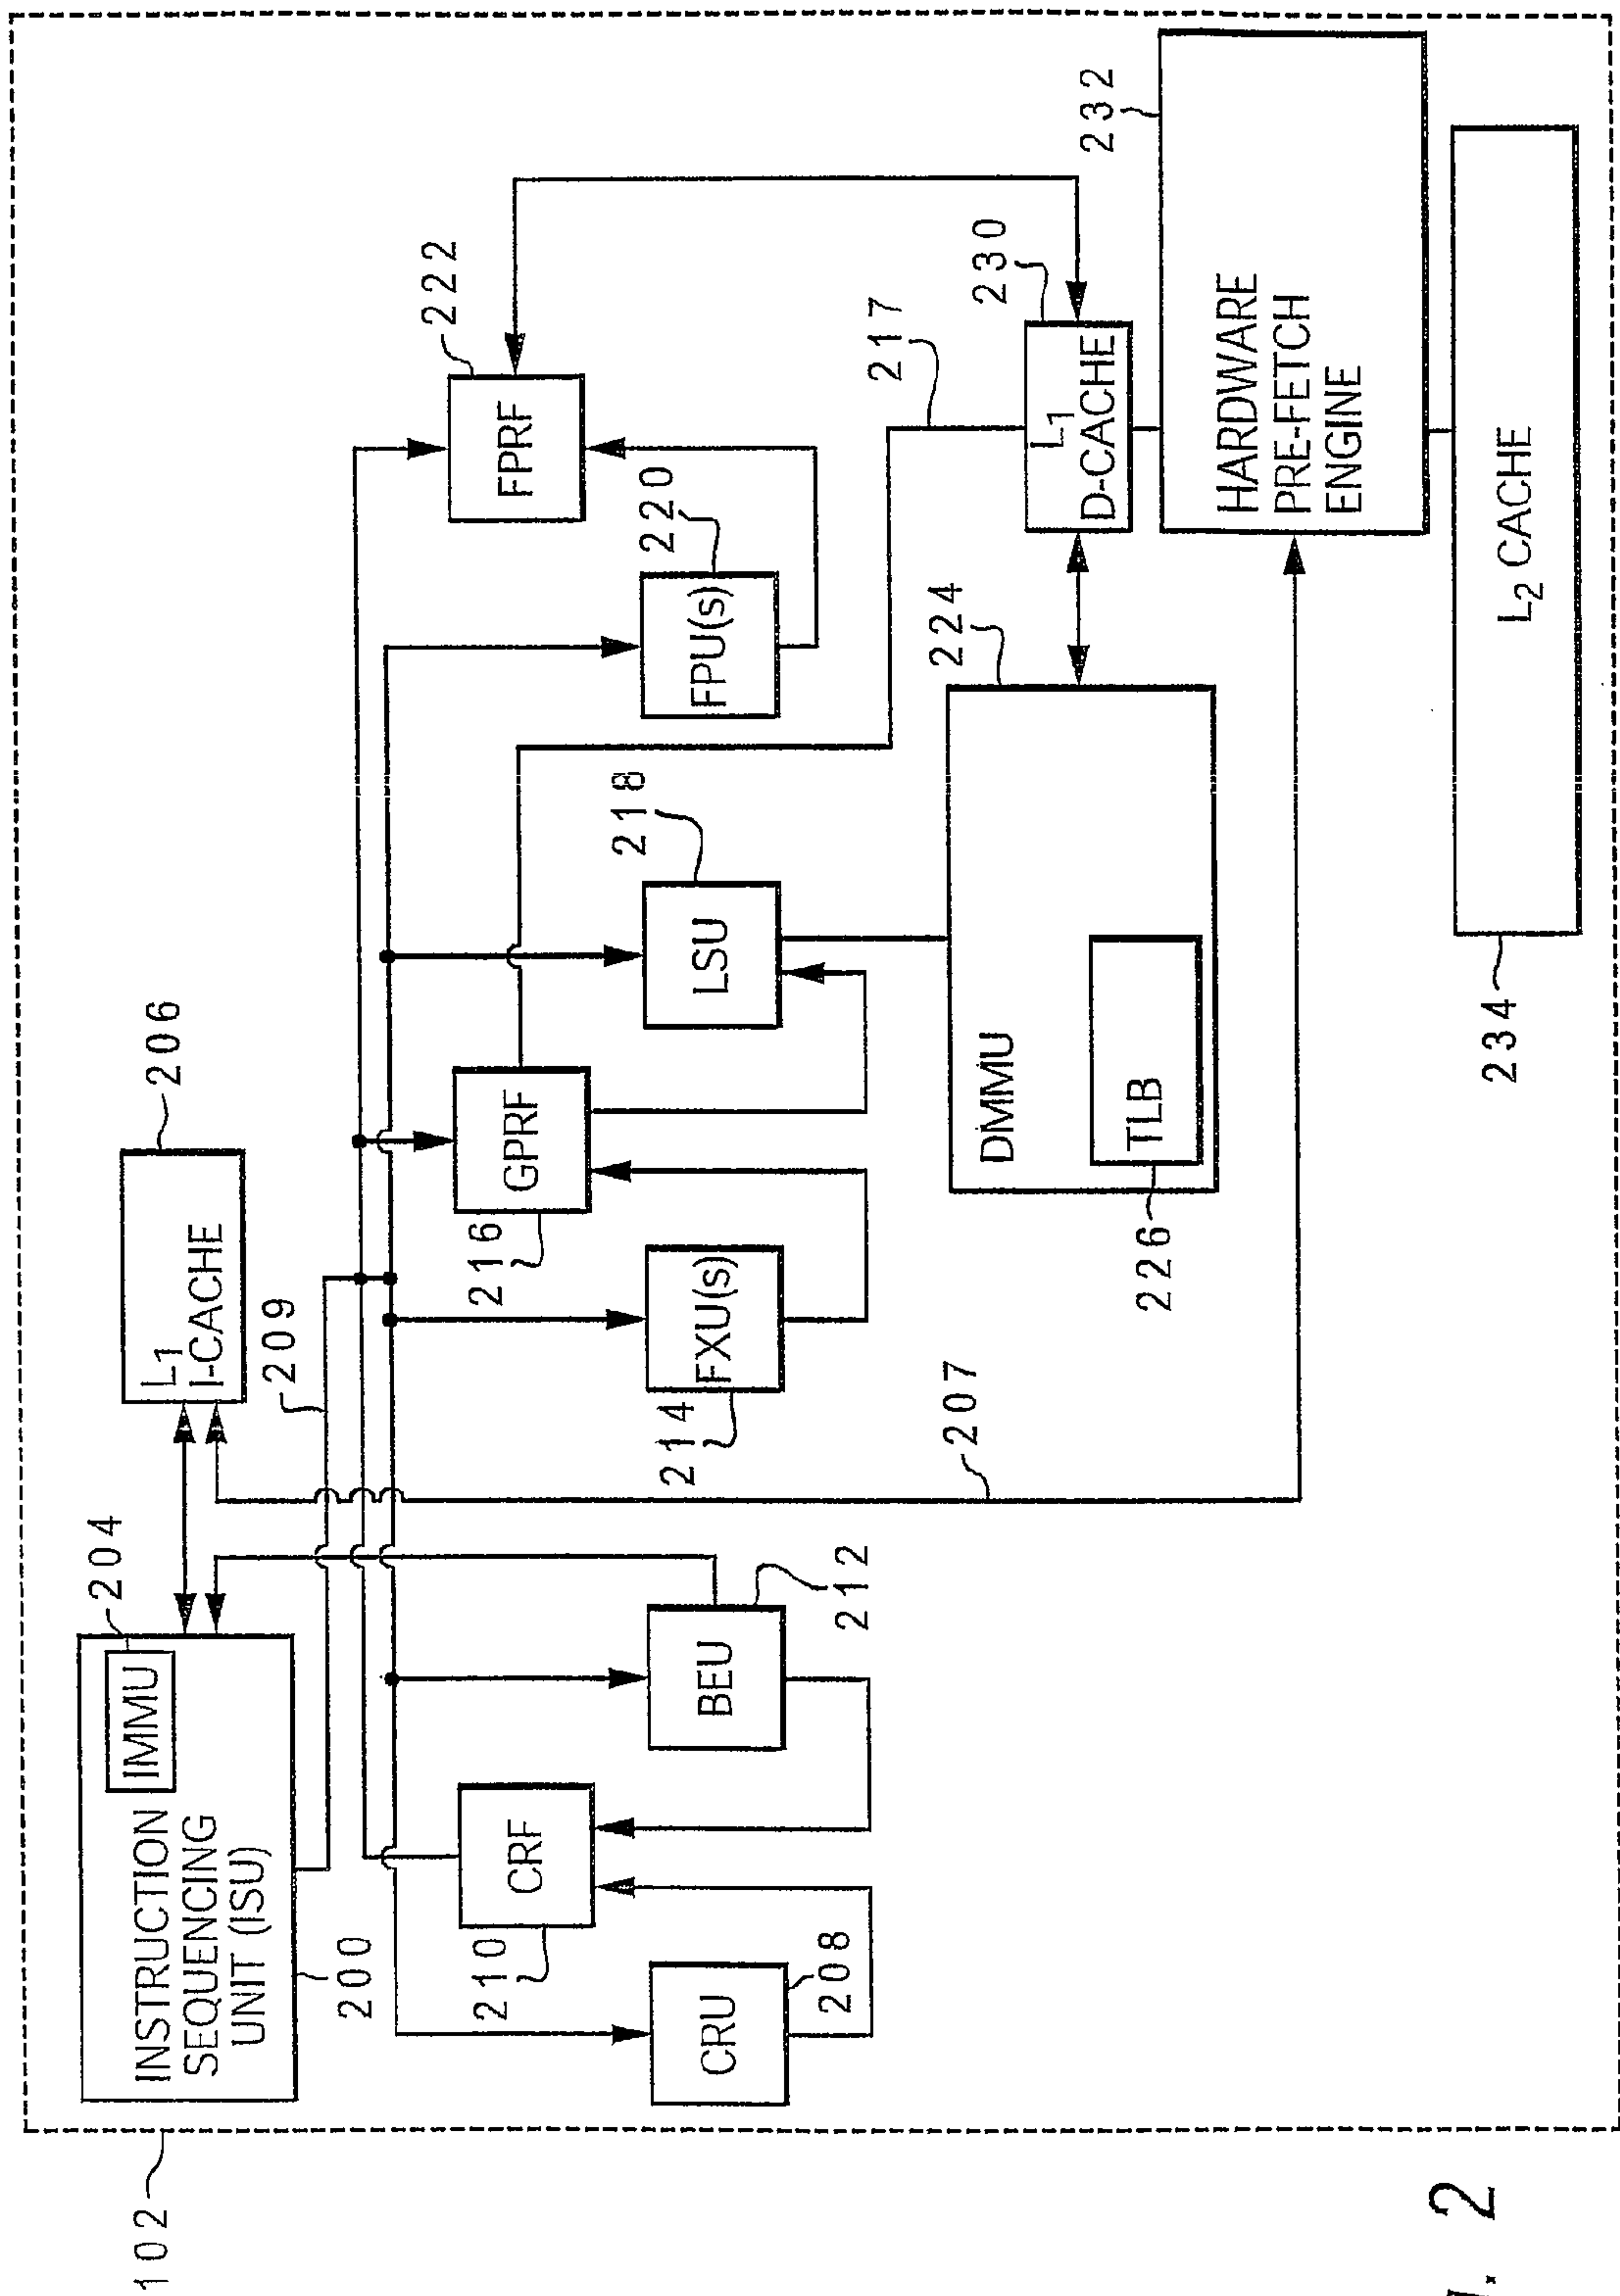 102
INSTRUCTION
SEQUENCING
UNIT (ISU)
IMMU
204
200
L1
I-CACHE
206
209
CRF
210
CRU
208
BEU
212
GPRF
216
FXU(s)
214
LSU
218
FPRF
222
FPU(s)
220
207
217
DMMU
224
TLB
226
L1
D-CACHE
230
HARDWARE
PRE-FETCH
ENGINE
232
L2 CACHE
234
2